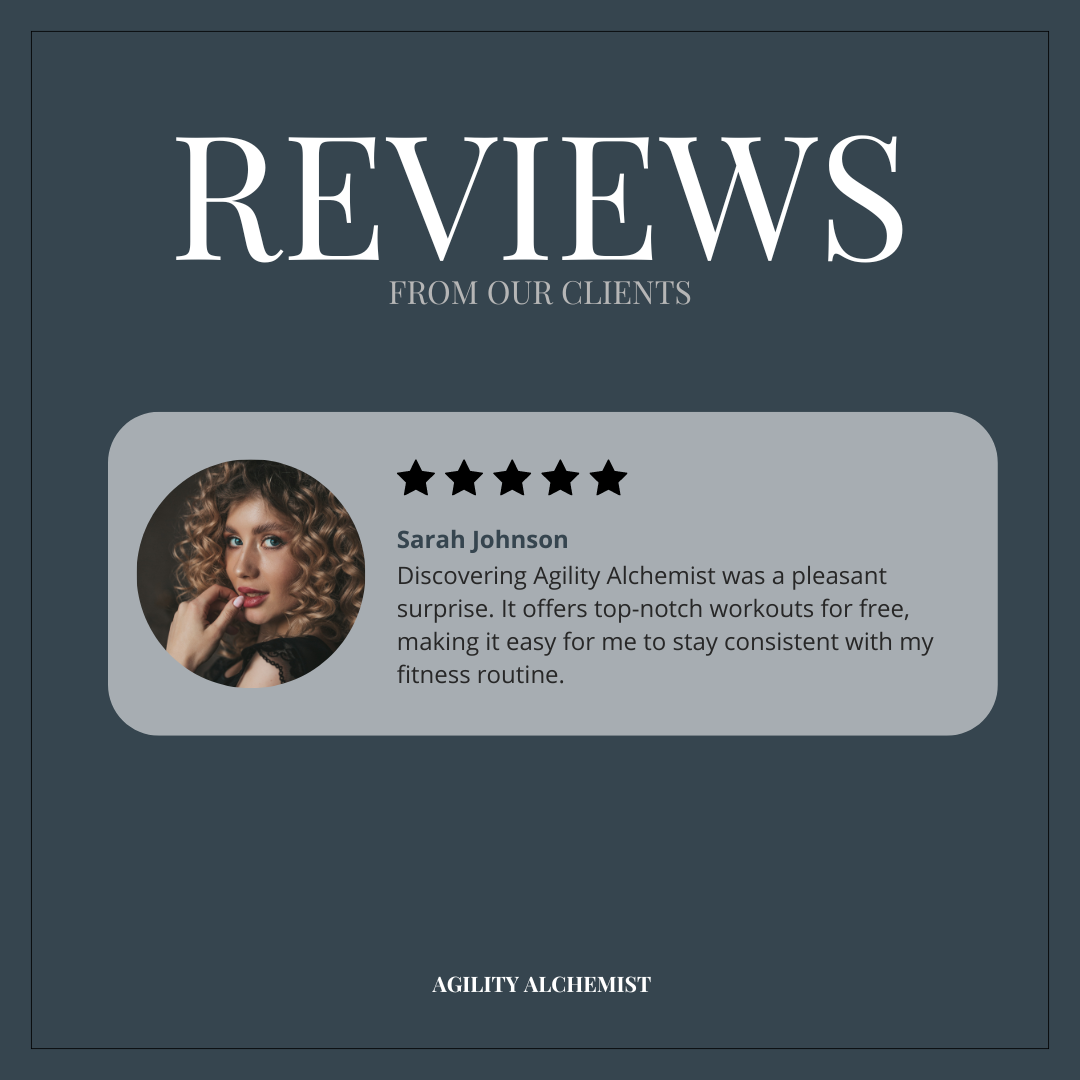 REVIEWS
FROM OUR CLIENTS
Sarah Johnson
Discovering Agility Alchemist was a pleasant
surprise. It offers top-notch workouts for free,
making it easy for me to stay consistent with my
fitness routine.
AGILITY ALCHEMIST